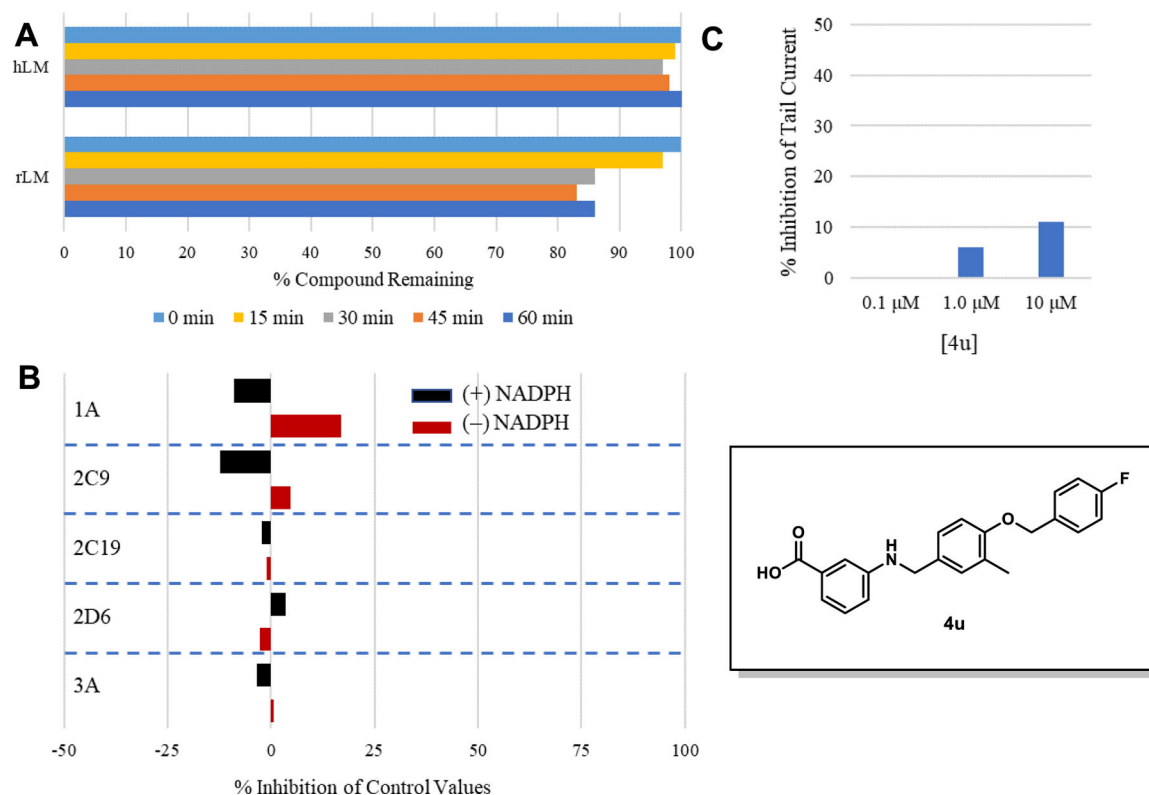 A
hLM
rLM
0 10 20 30 40 50 60 70 80 90 100
% Compound Remaining
0 min 15 min 30 min 45 min 60 min
C
% Inhibition of Tail Current
50
40
30
20
10
0
0.1 μM 1.0 μM 10 μM
[4u]
B
(+) NADPH
(−) NADPH
1A
2C9
2C19
2D6
3A
-50 -25 0 25 50 75 100
% Inhibition of Control Values
F
O
O
H
N
HO
4u